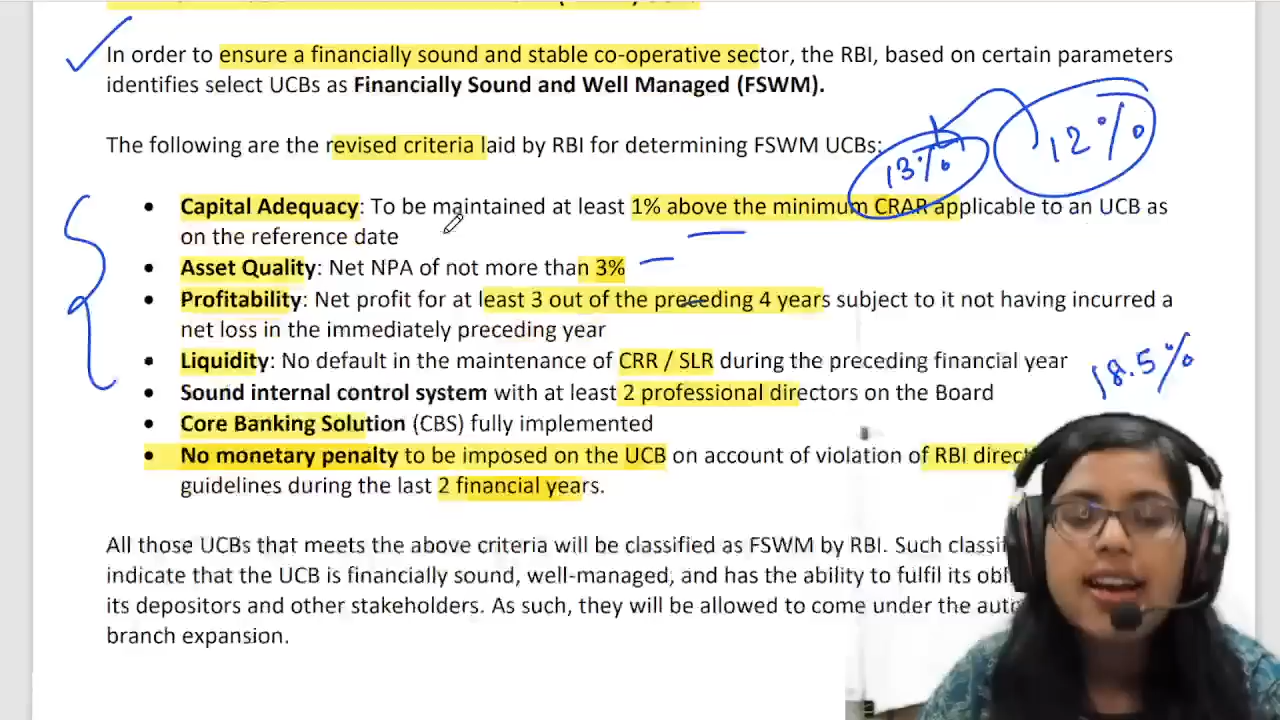 In order to ensure a financially sound and stable co-operative sector, the RBI, based on certain parameters
identifies select UCBs as Financially Sound and Well Managed (FSWM).
12%
The following are the revised criteria laid by RBI for determining FSWM UCBs:
13%
• Capital Adequacy: To be maintained at least 1% above the minimum CRAR applicable to an UCB as
on the reference date
• Asset Quality: Net NPA of not more than 3%
• Profitability: Net profit for at least 3 out of the preceding 4 years subject to it not having incurred a
net loss in the immediately preceding year
• Liquidity: No default in the maintenance of CRR / SLR during the preceding financial year
18.5%
• Sound internal control system with at least 2 professional directors on the Board
• Core Banking Solution (CBS) fully implemented
• No monetary penalty to be imposed on the UCB on account of violation of RBI
guidelines during the last 2 financial years.
All those UCBs that meets the above criteria will be classified as FSWM by RBI. Such
indicate that the UCB is financially sound, well-managed, and has the ability to fulfil its
its depositors and other stakeholders. As such, they will be allowed to come under the
branch expansion.